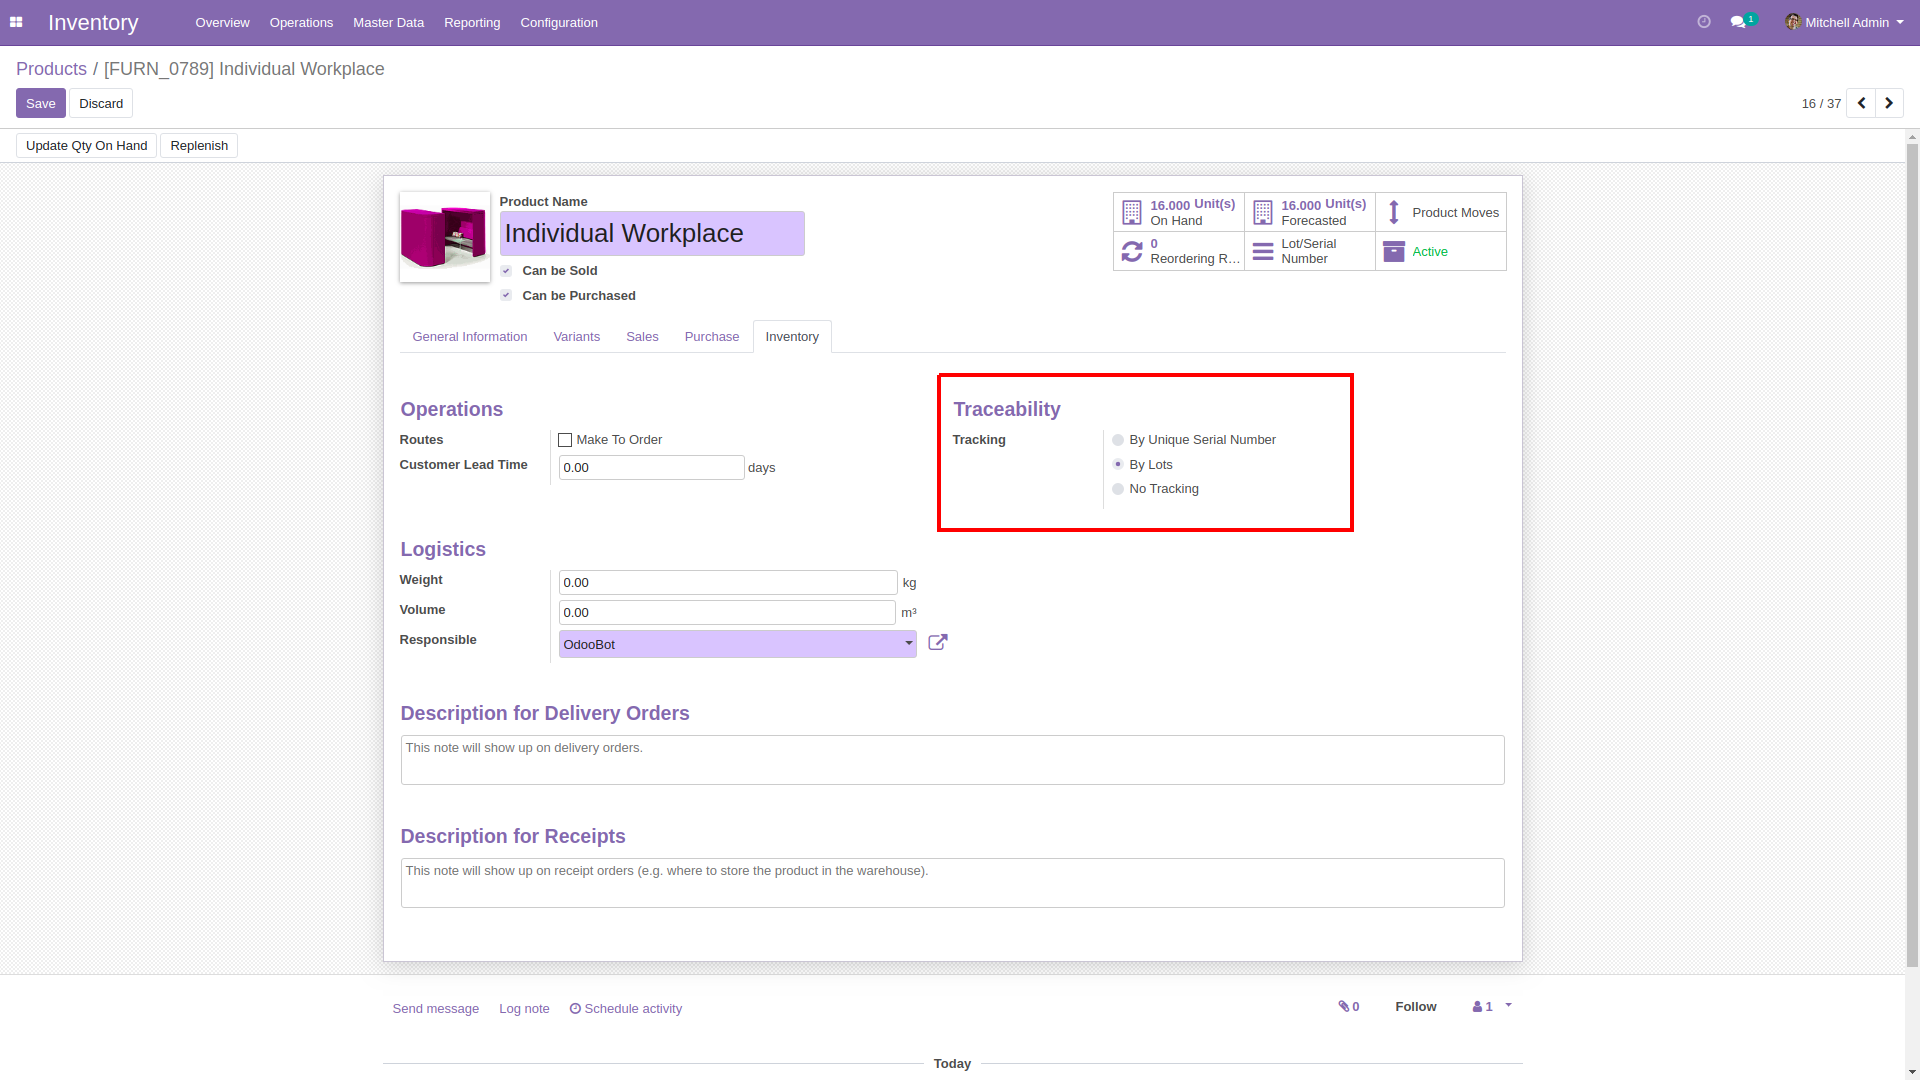 Inventory
Overview
Operations
Master Data
Reporting
Configuration
1
Mitchell Admin
Products / [FURN_0789] Individual Workplace
Save
Discard
16 / 37
Update Qty On Hand
Replenish
Product Name
Individual Workplace
Can be Sold
Can be Purchased
16.000 Unit(s)
On Hand
16.000 Unit(s)
Forecasted
Product Moves
0
Reordering R...
Lot/Serial
Number
Active
General Information
Variants
Sales
Purchase
Inventory
Operations
Routes
Make To Order
Customer Lead Time
0.00
days
Traceability
Tracking
By Unique Serial Number
By Lots
No Tracking
Logistics
Weight
0.00
kg
Volume
0.00
m³
Responsible
OdooBot
Description for Delivery Orders
This note will show up on delivery orders.
Description for Receipts
This note will show up on receipt orders (e.g. where to store the product in the warehouse).
Send message
Log note
Schedule activity
0
Follow
1
Today